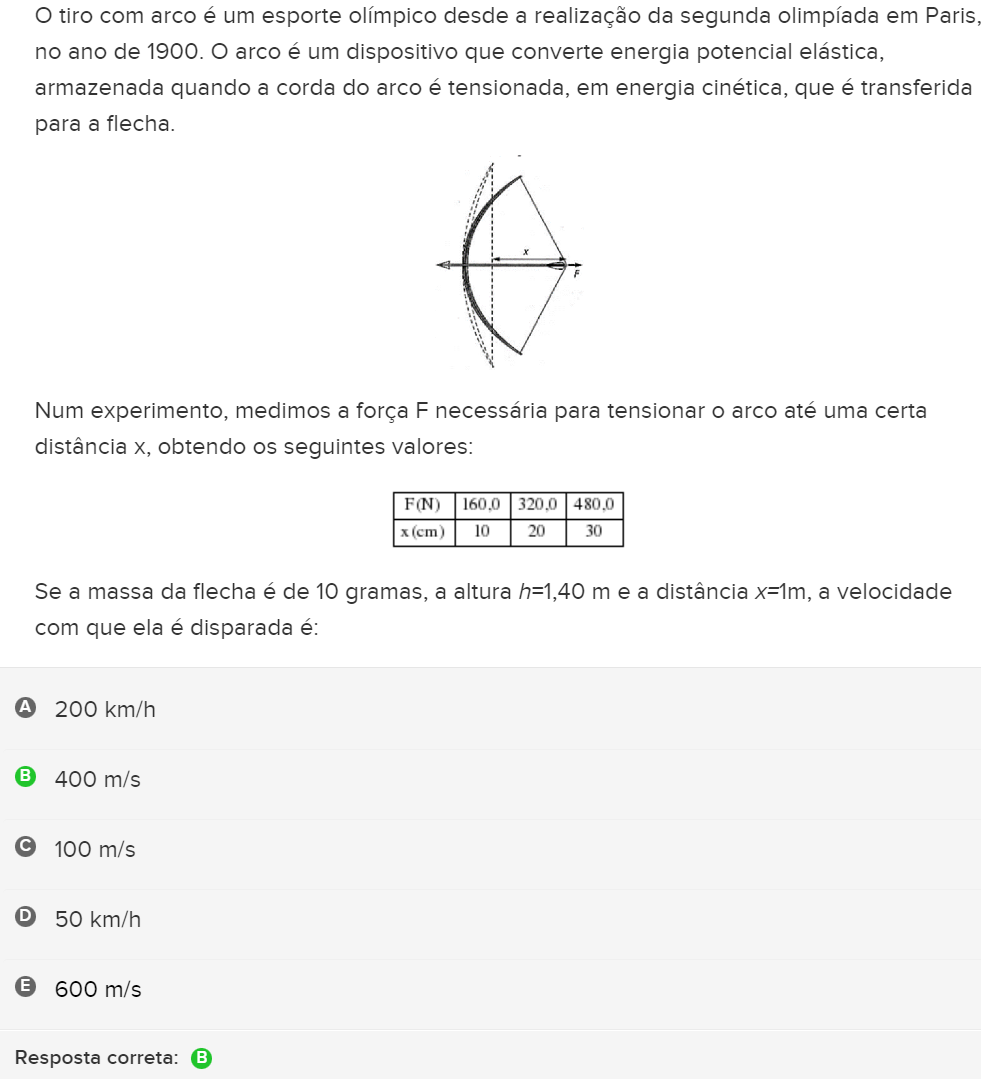 O tiro com arco é um esporte olímpico desde a realização da segunda olimpíada em Paris,
no ano de 1900. O arco é um dispositivo que converte energia potencial elástica,
armazenada quando a corda do arco é tensionada, em energia cinética, que é transferida
para a flecha.
x
F
Num experimento, medimos a força F necessária para tensionar o arco até uma certa
distância x, obtendo os seguintes valores:
F(N) 160,0 320,0 480,0
x (cm) 10 20 30
Se a massa da flecha é de 10 gramas, a altura h=1,40 m e a distância x=1m, a velocidade
com que ela é disparada é:
A 200 km/h
B 400 m/s
C 100 m/s
D 50 km/h
E 600 m/s
Resposta correta: B